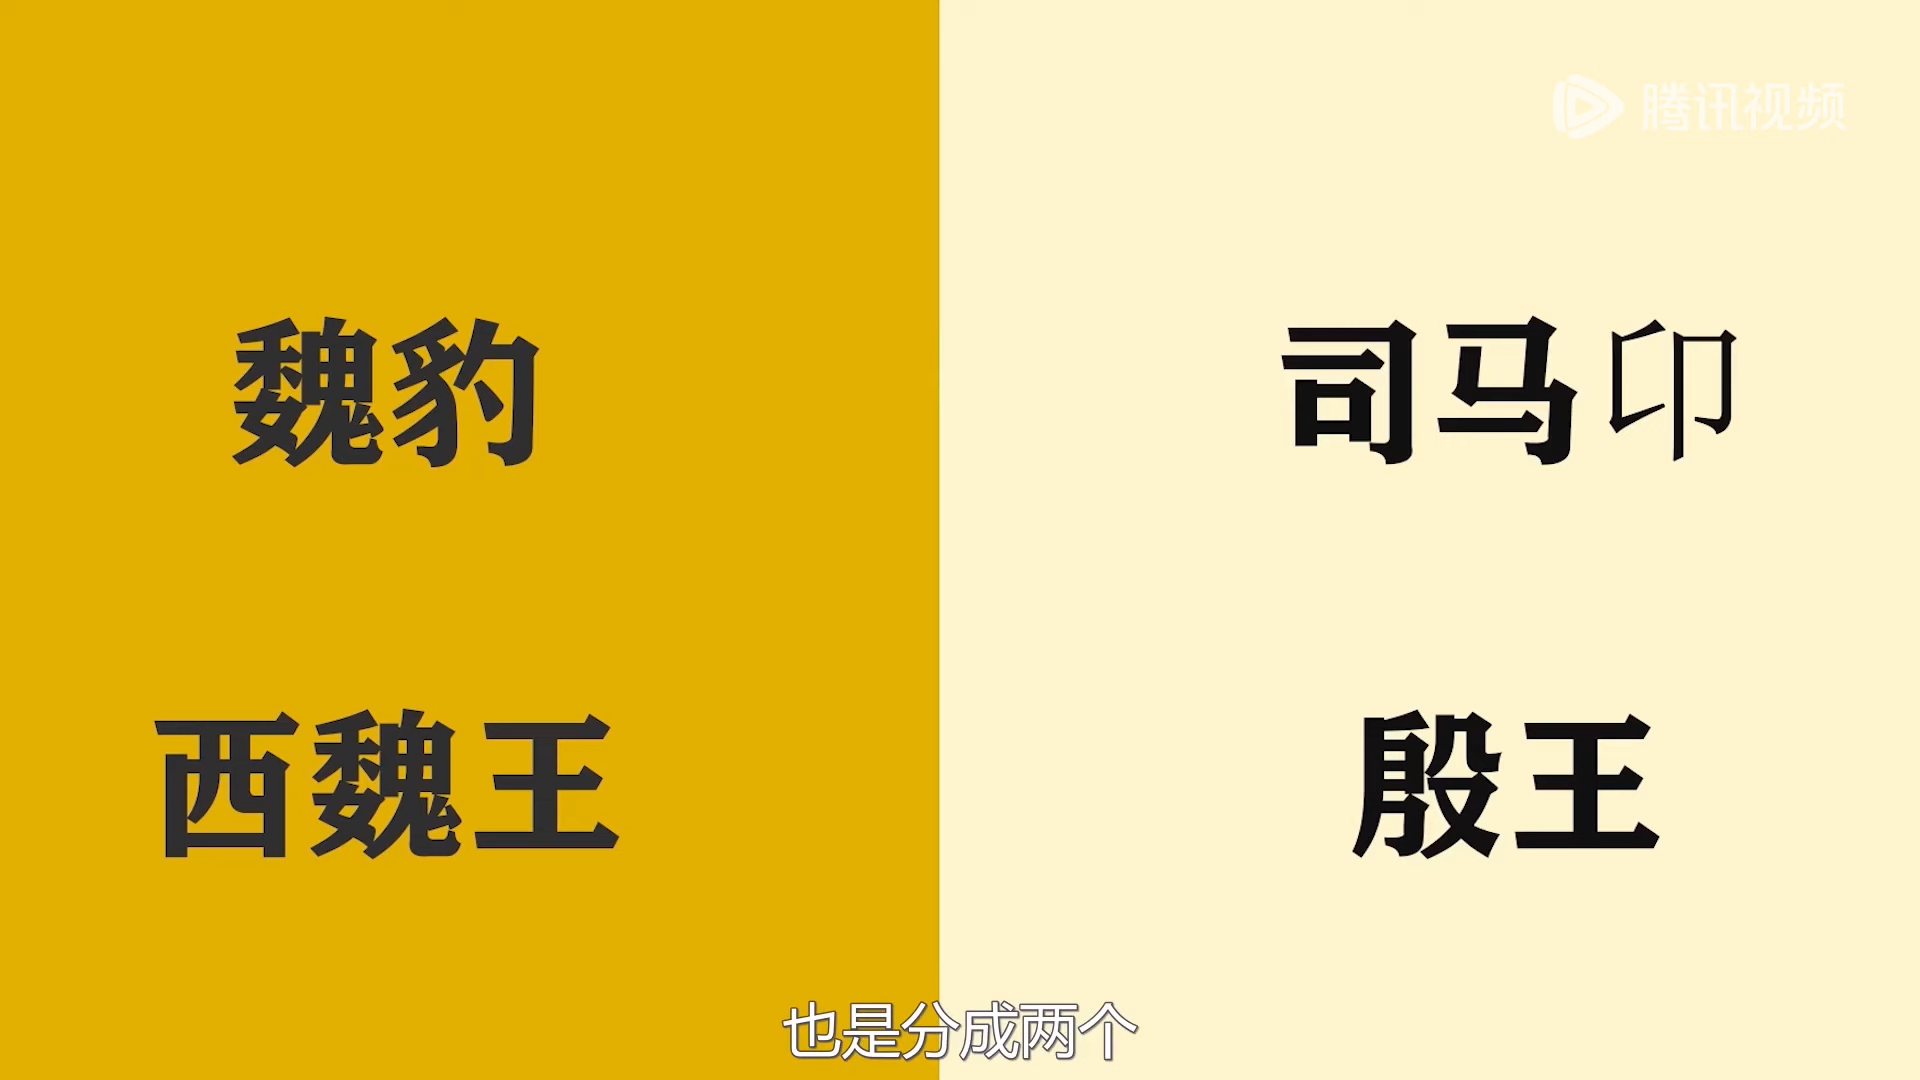 腾讯视频
魏豹
司马卬
西魏王
殷王
也是分成两个